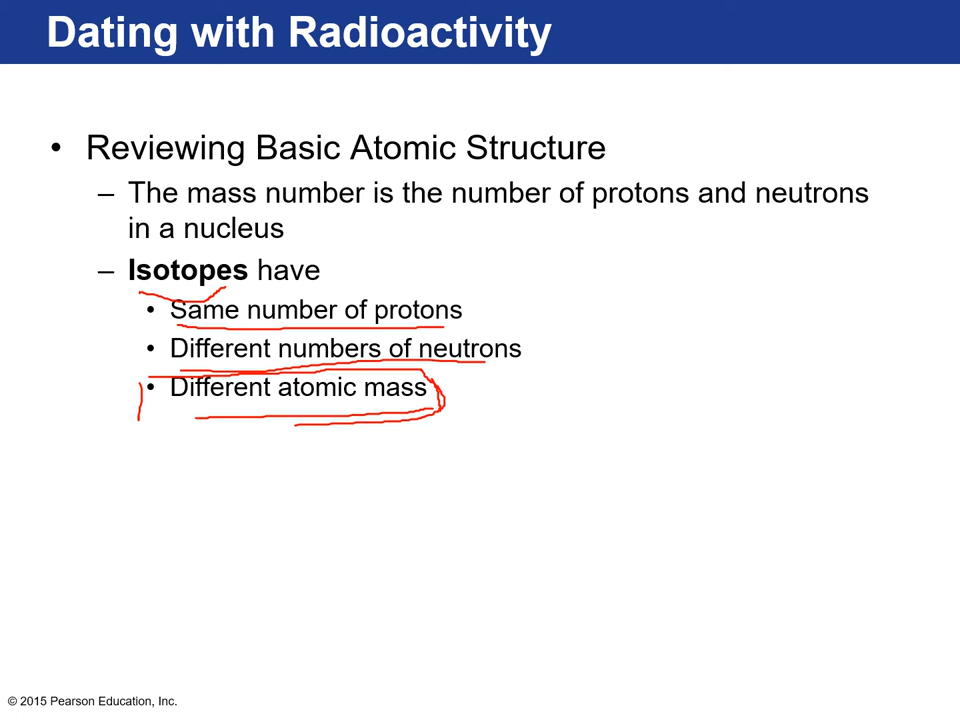 Dating with Radioactivity
• Reviewing Basic Atomic Structure
– The mass number is the number of protons and neutrons
in a nucleus
– Isotopes have
• Same number of protons
• Different numbers of neutrons
• Different atomic mass
© 2015 Pearson Education, Inc.